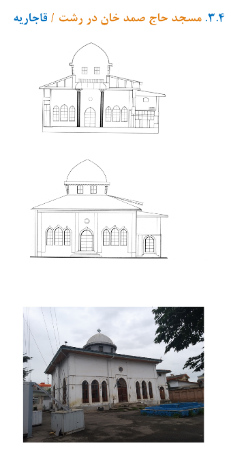 ۳.۴. مسجد حاج صمد خان در رشت / قاجاریه